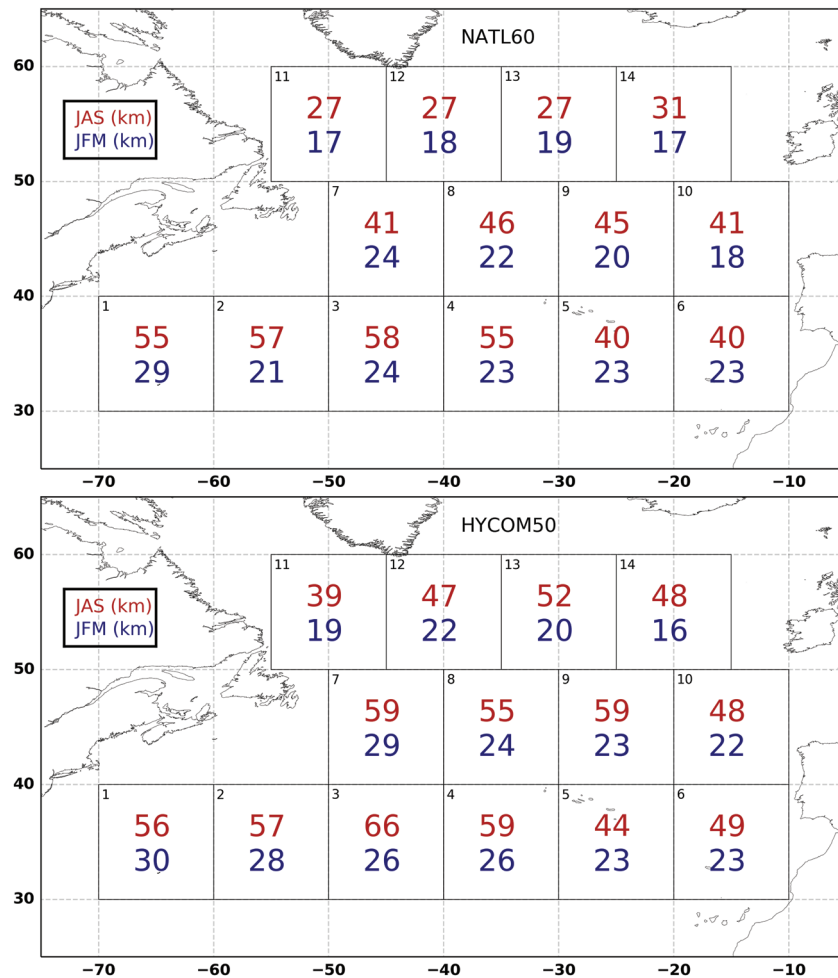 NATL60
60
11 12 13 14
27 27 27 31
JAS (km)
JFM (km)
17 18 19 17
50
7 8 9 10
41 46 45 41
24 22 20 18
40
1 2 3 4 5 6
55 57 58 55 40 40
29 21 24 23 23 23
30
−70 −60 −50 −40 −30 −20 −10
HYCOM50
60
11 12 13 14
39 47 52 48
JAS (km)
JFM (km)
19 22 20 16
50
7 8 9 10
59 55 59 48
29 24 23 22
40
1 2 3 4 5 6
56 57 66 59 44 49
30 28 26 26 23 23
30
−70 −60 −50 −40 −30 −20 −10